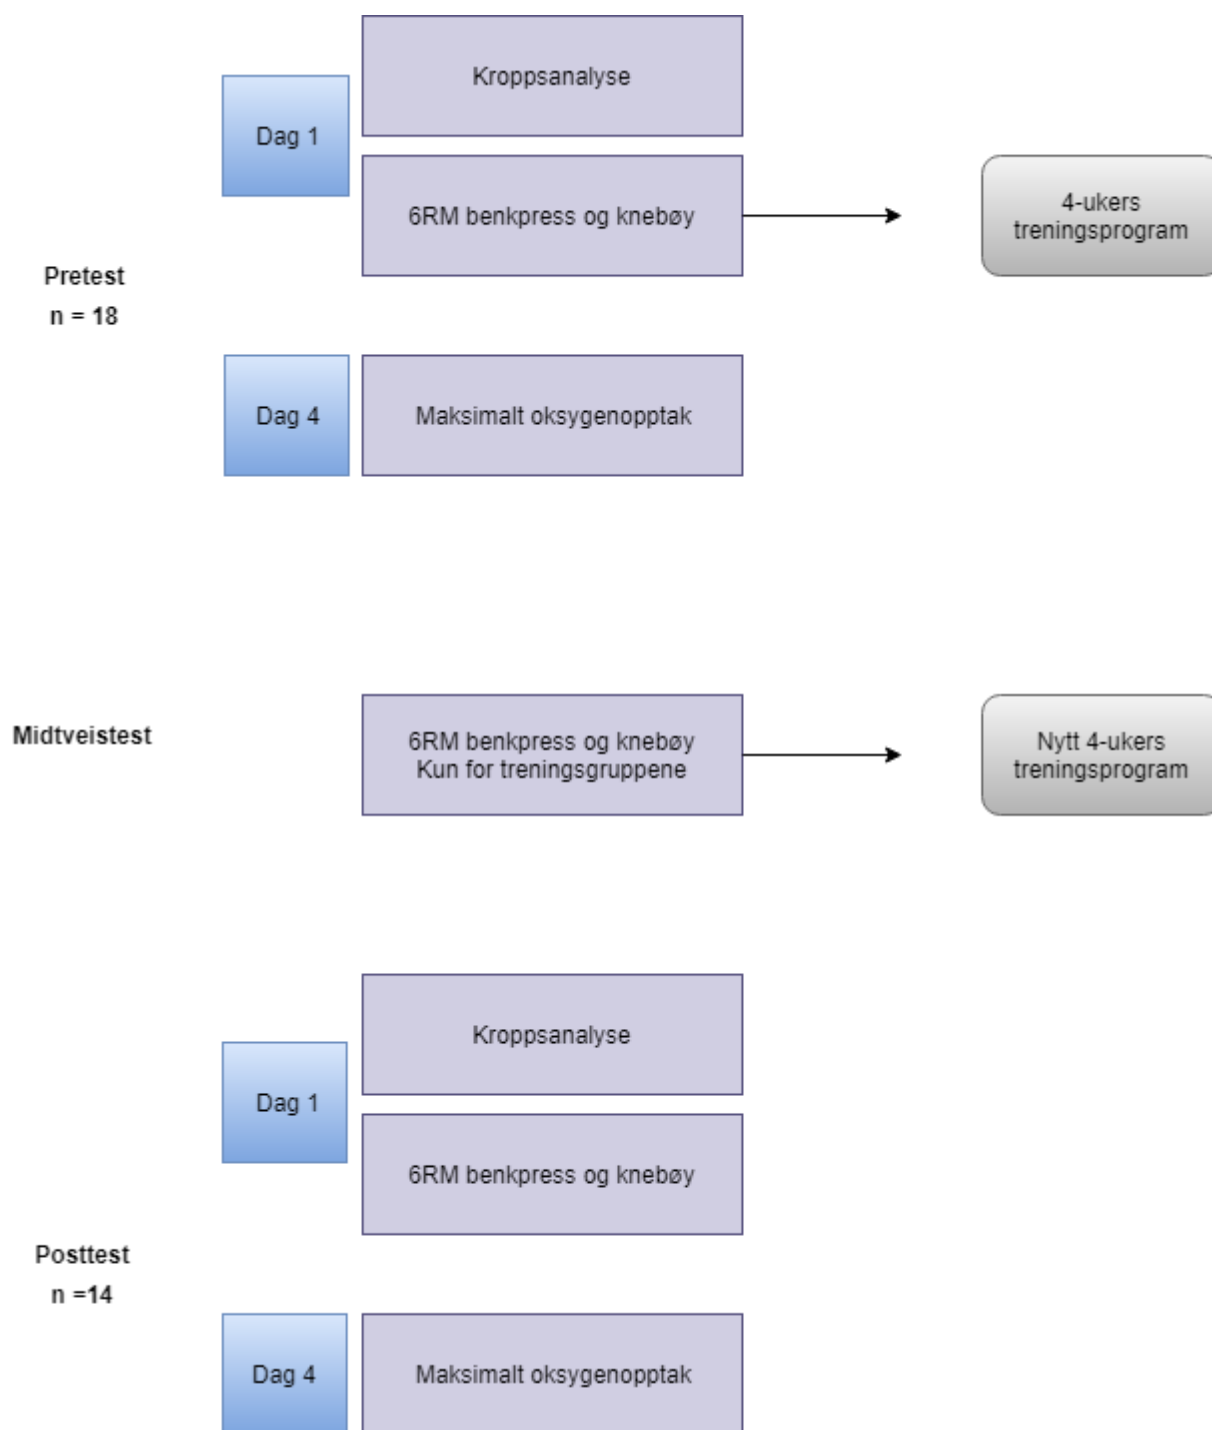 Kroppsanalyse
Dag 1
6RM benkpress og knebøy
4-ukers
treningsprogram
Pretest
n = 18
Dag 4
Maksimalt oksygenopptak
Midtveistest
6RM benkpress og knebøy
Kun for treningsgruppene
Nytt 4-ukers
treningsprogram
Kroppsanalyse
Dag 1
6RM benkpress og knebøy
Posttest
n =14
Dag 4
Maksimalt oksygenopptak